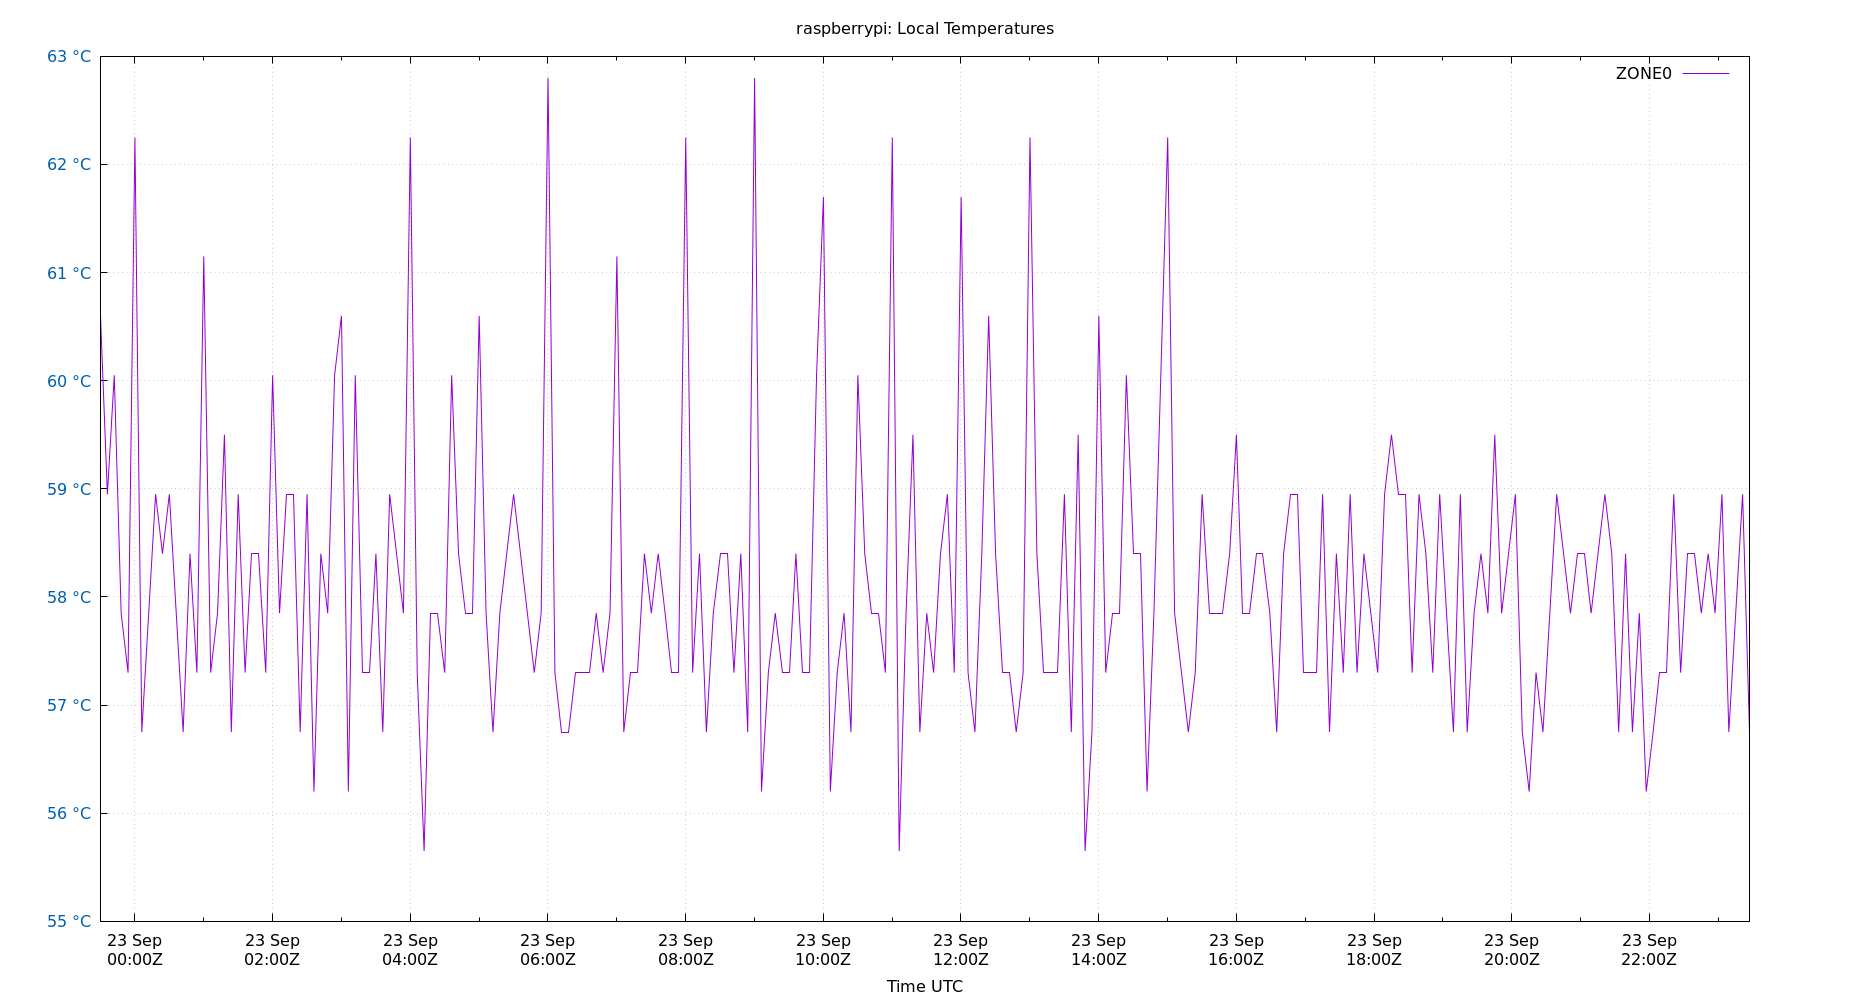 raspberrypi: Local Temperatures
63 °C
ZONE0
62 °C
61 °C
60 °C
59 °C
58 °C
57 °C
56 °C
55 °C
23 Sep 23 Sep 23 Sep 23 Sep 23 Sep 23 Sep 23 Sep 23 Sep 23 Sep 23 Sep 23 Sep 23 Sep
00:00Z 02:00Z 04:00Z 06:00Z 08:00Z 10:00Z 12:00Z 14:00Z 16:00Z 18:00Z 20:00Z 22:00Z
Time UTC